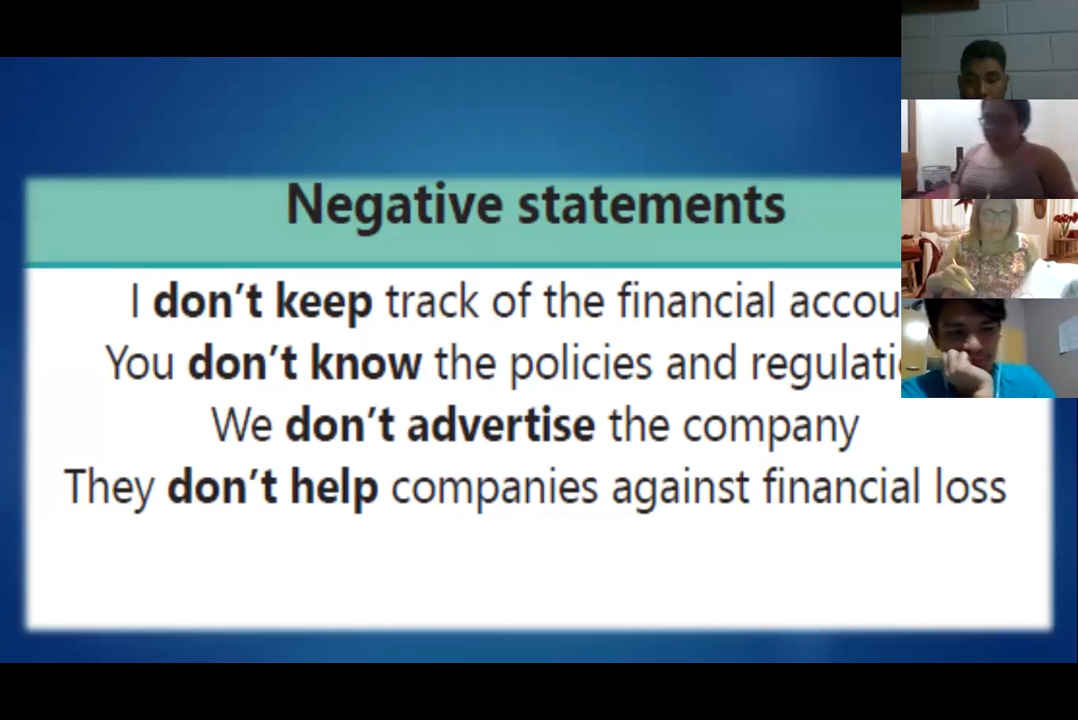 Negative statements
I don't keep track of the financial accou
You don't know the policies and regulati
We don't advertise the company
They don't help companies against financial loss